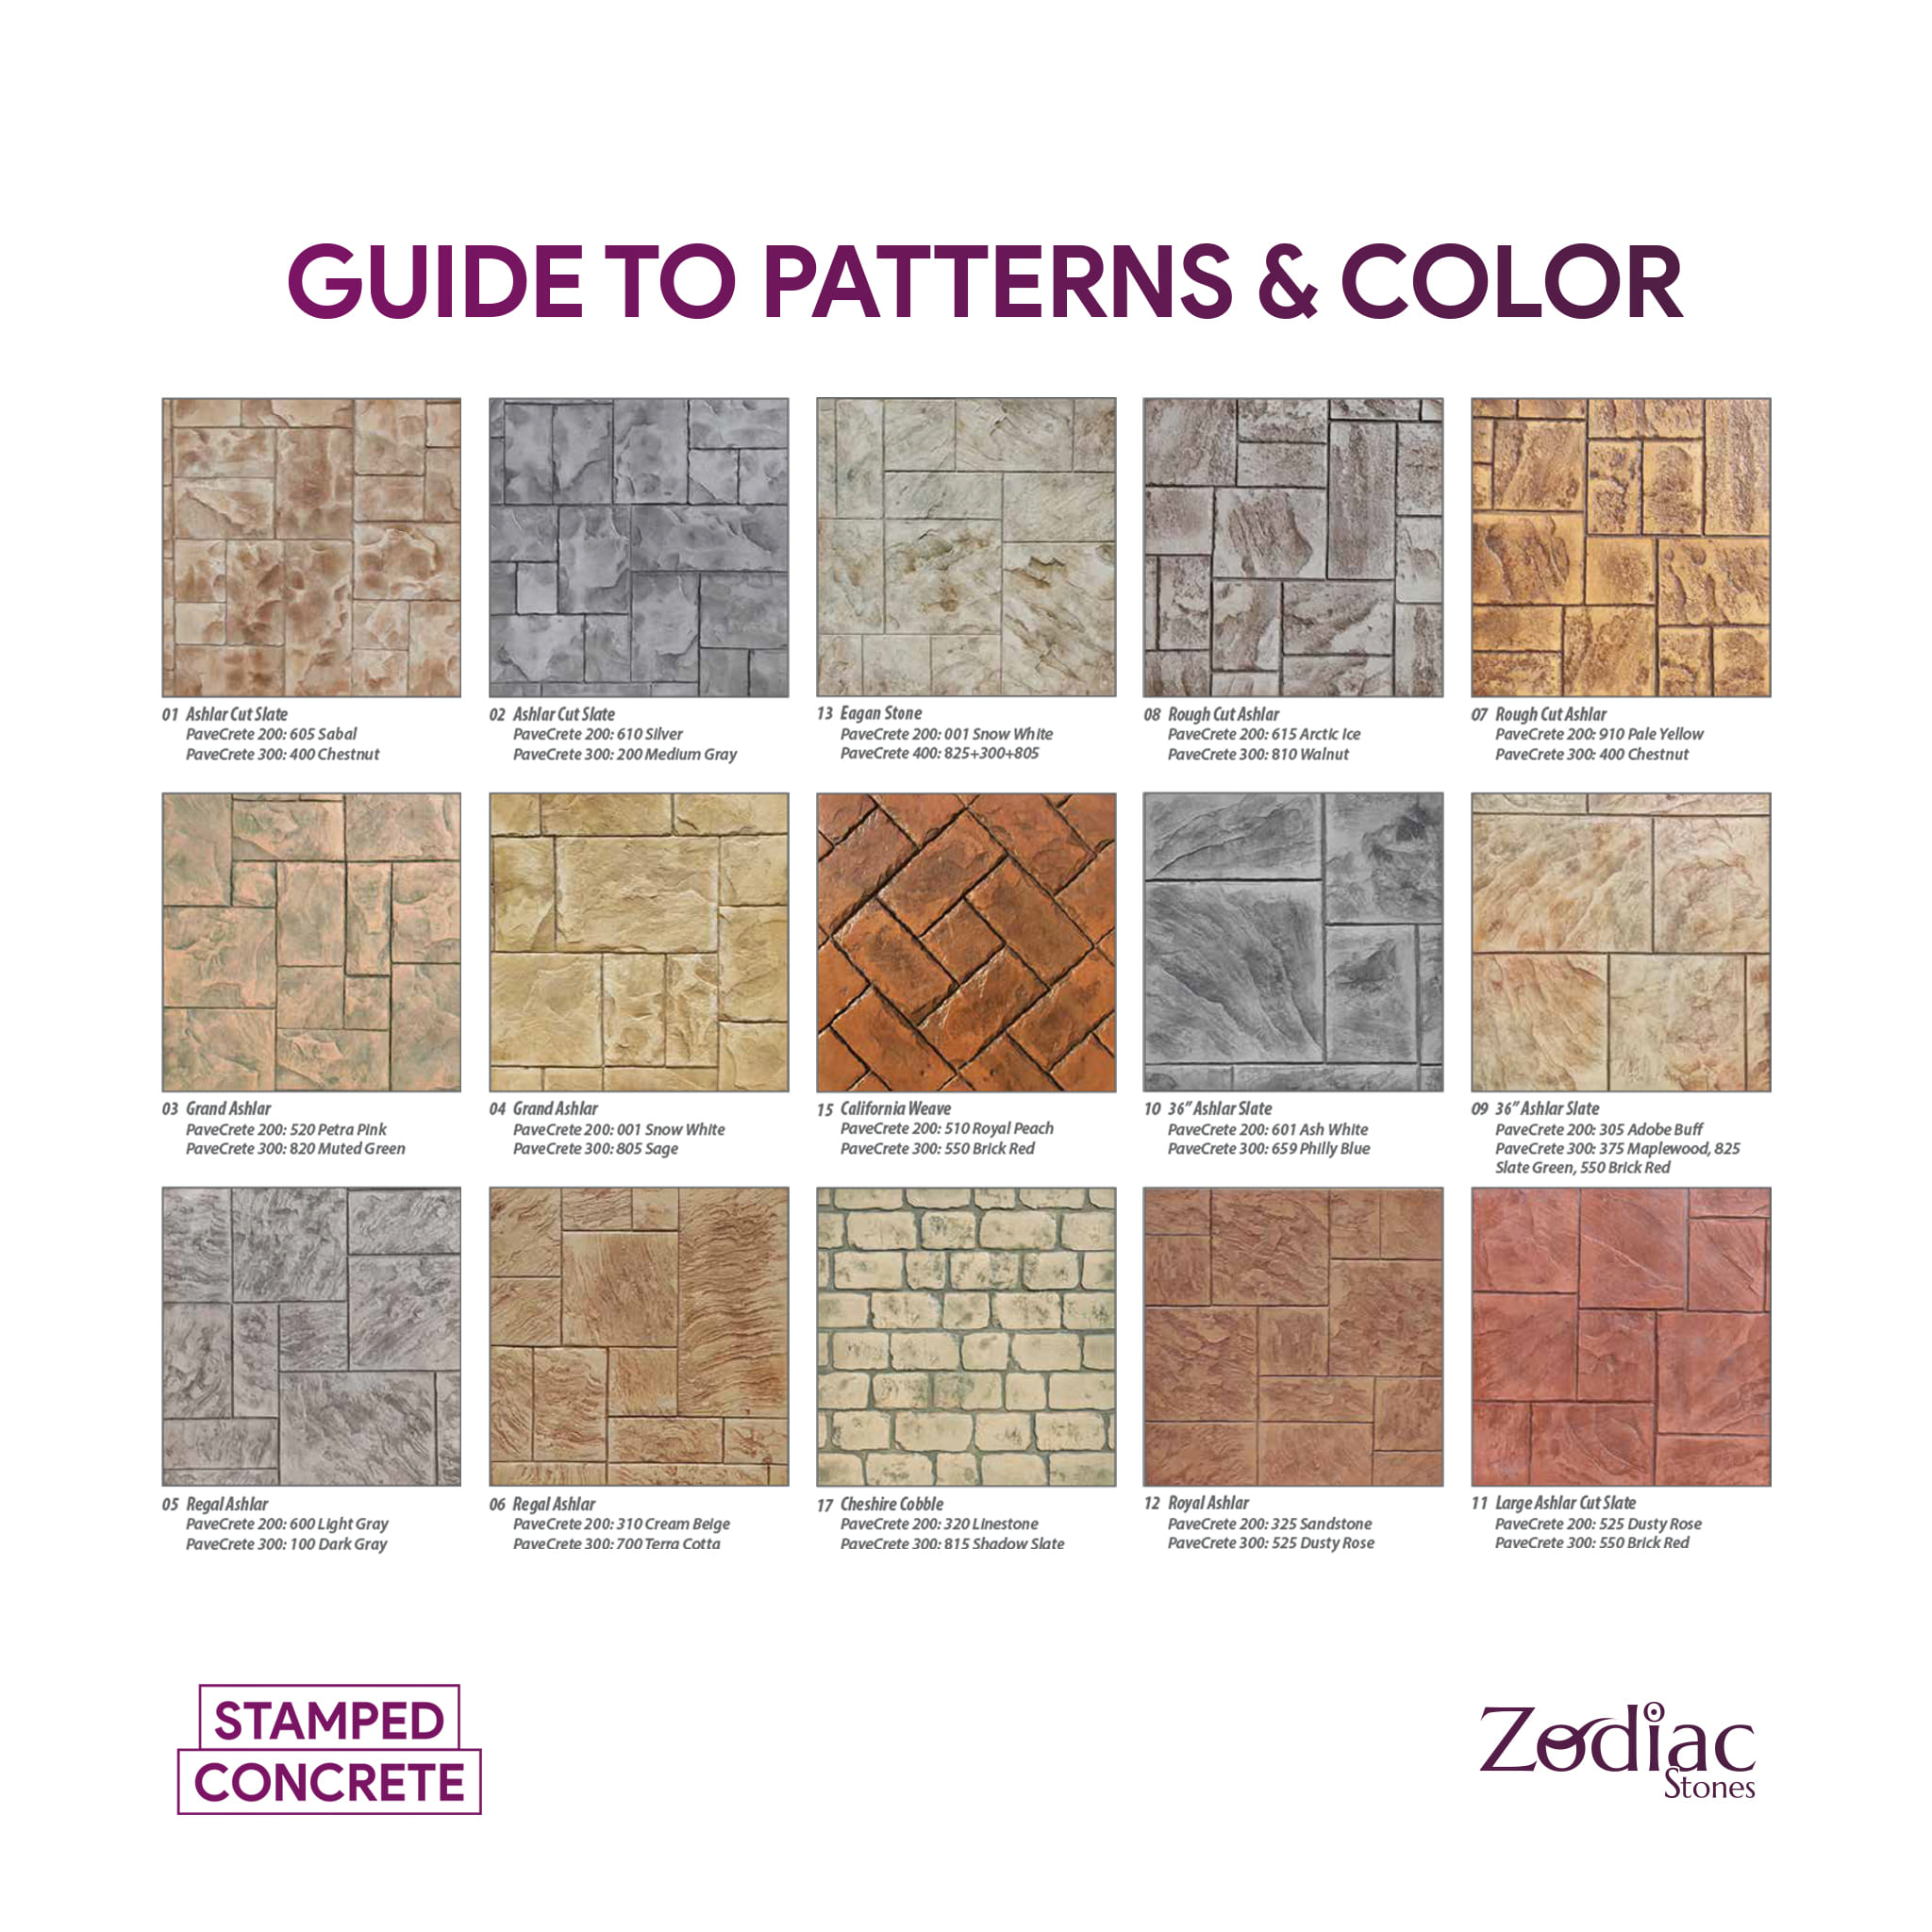 GUIDE TO PATTERNS & COLOR
01 Ashlar Cut Slate
PaveCrete 200: 605 Sabal
PaveCrete 300: 400 Chestnut
02 Ashlar Cut Slate
PaveCrete 200: 610 Silver
PaveCrete 300: 200 Medium Gray
13 Eagan Stone
PaveCrete 200: 001 Snow White
PaveCrete 400: 825+300+805
08 Rough Cut Ashlar
PaveCrete 200: 615 Arctic Ice
PaveCrete 300: 810 Walnut
07 Rough Cut Ashlar
PaveCrete 200: 910 Pale Yellow
PaveCrete 300: 400 Chestnut
03 Grand Ashlar
PaveCrete 200: 520 Petra Pink
PaveCrete 300: 820 Muted Green
04 Grand Ashlar
PaveCrete 200: 001 Snow White
PaveCrete 300: 805 Sage
15 California Weave
PaveCrete 200: 510 Royal Peach
PaveCrete 300: 550 Brick Red
10 36” Ashlar Slate
PaveCrete 200: 601 Ash White
PaveCrete 300: 659 Philly Blue
09 36” Ashlar Slate
PaveCrete 200: 305 Adobe Buff
PaveCrete 300: 375 Maplewood, 825
Slate Green, 550 Brick Red
05 Regal Ashlar
PaveCrete 200: 600 Light Gray
PaveCrete 300: 100 Dark Gray
06 Regal Ashlar
PaveCrete 200: 310 Cream Beige
PaveCrete 300: 700 Terra Cotta
17 Cheshire Cobble
PaveCrete 200: 320 Linestone
PaveCrete 300: 815 Shadow Slate
12 Royal Ashlar
PaveCrete 200: 325 Sandstone
PaveCrete 300: 525 Dusty Rose
11 Large Ashlar Cut Slate
PaveCrete 200: 525 Dusty Rose
PaveCrete 300: 550 Brick Red
STAMPED
CONCRETE
Zodiac
Stones